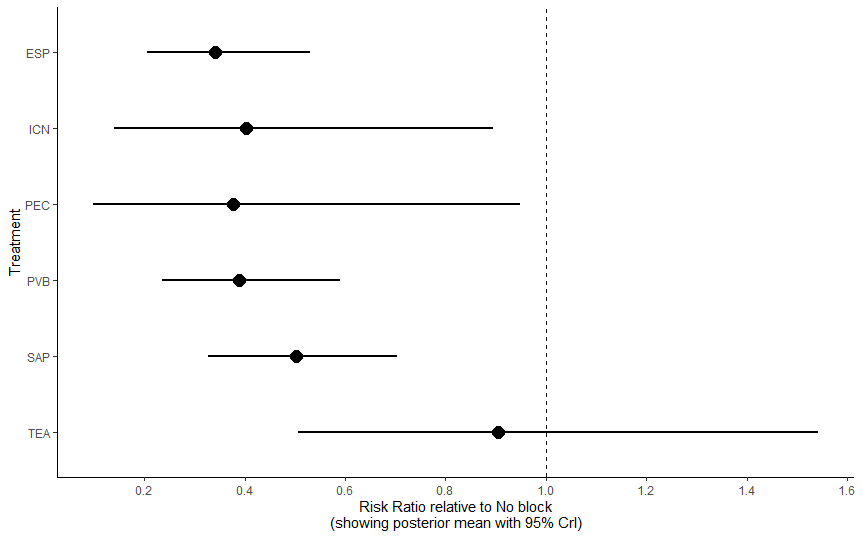 ESP
ICN
PEC
PVB
SAP
TEA
Treatment
0.2 0.4 0.6 0.8 1.0 1.2 1.4 1.6
Risk Ratio relative to No block
(showing posterior mean with 95% CrI)